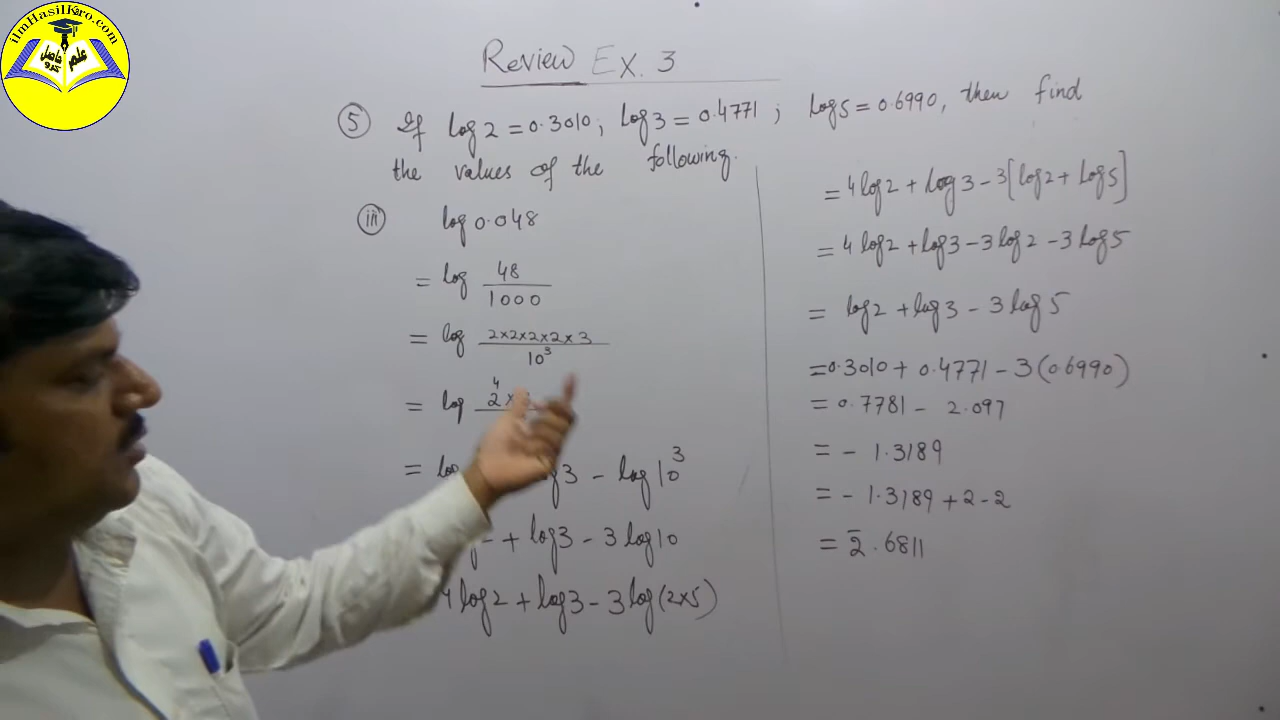 ilmHasilKaro.com
علم حاصل کرو
Review Ex. 3
⑤ If log 2 = 0.3010; log 3 = 0.4771; log 5 = 0.6990, then find
the values of the following.
iii log 0.048
= log 48/1000
= log 2×2×2×2×3/10³
= log 2⁴×
= log3 - log 10³
+ log3 - 3 log 10
4 log 2 + log 3 - 3 log (2×5)
= 4 log 2 + log 3 - 3 [log 2 + log 5]
= 4 log 2 + log 3 - 3 log 2 - 3 log 5
= log 2 + log 3 - 3 log 5
= 0.3010 + 0.4771 - 3 (0.6990)
= 0.7781 - 2.097
= - 1.3189
= - 1.3189 + 2 - 2
= 2̄.6811